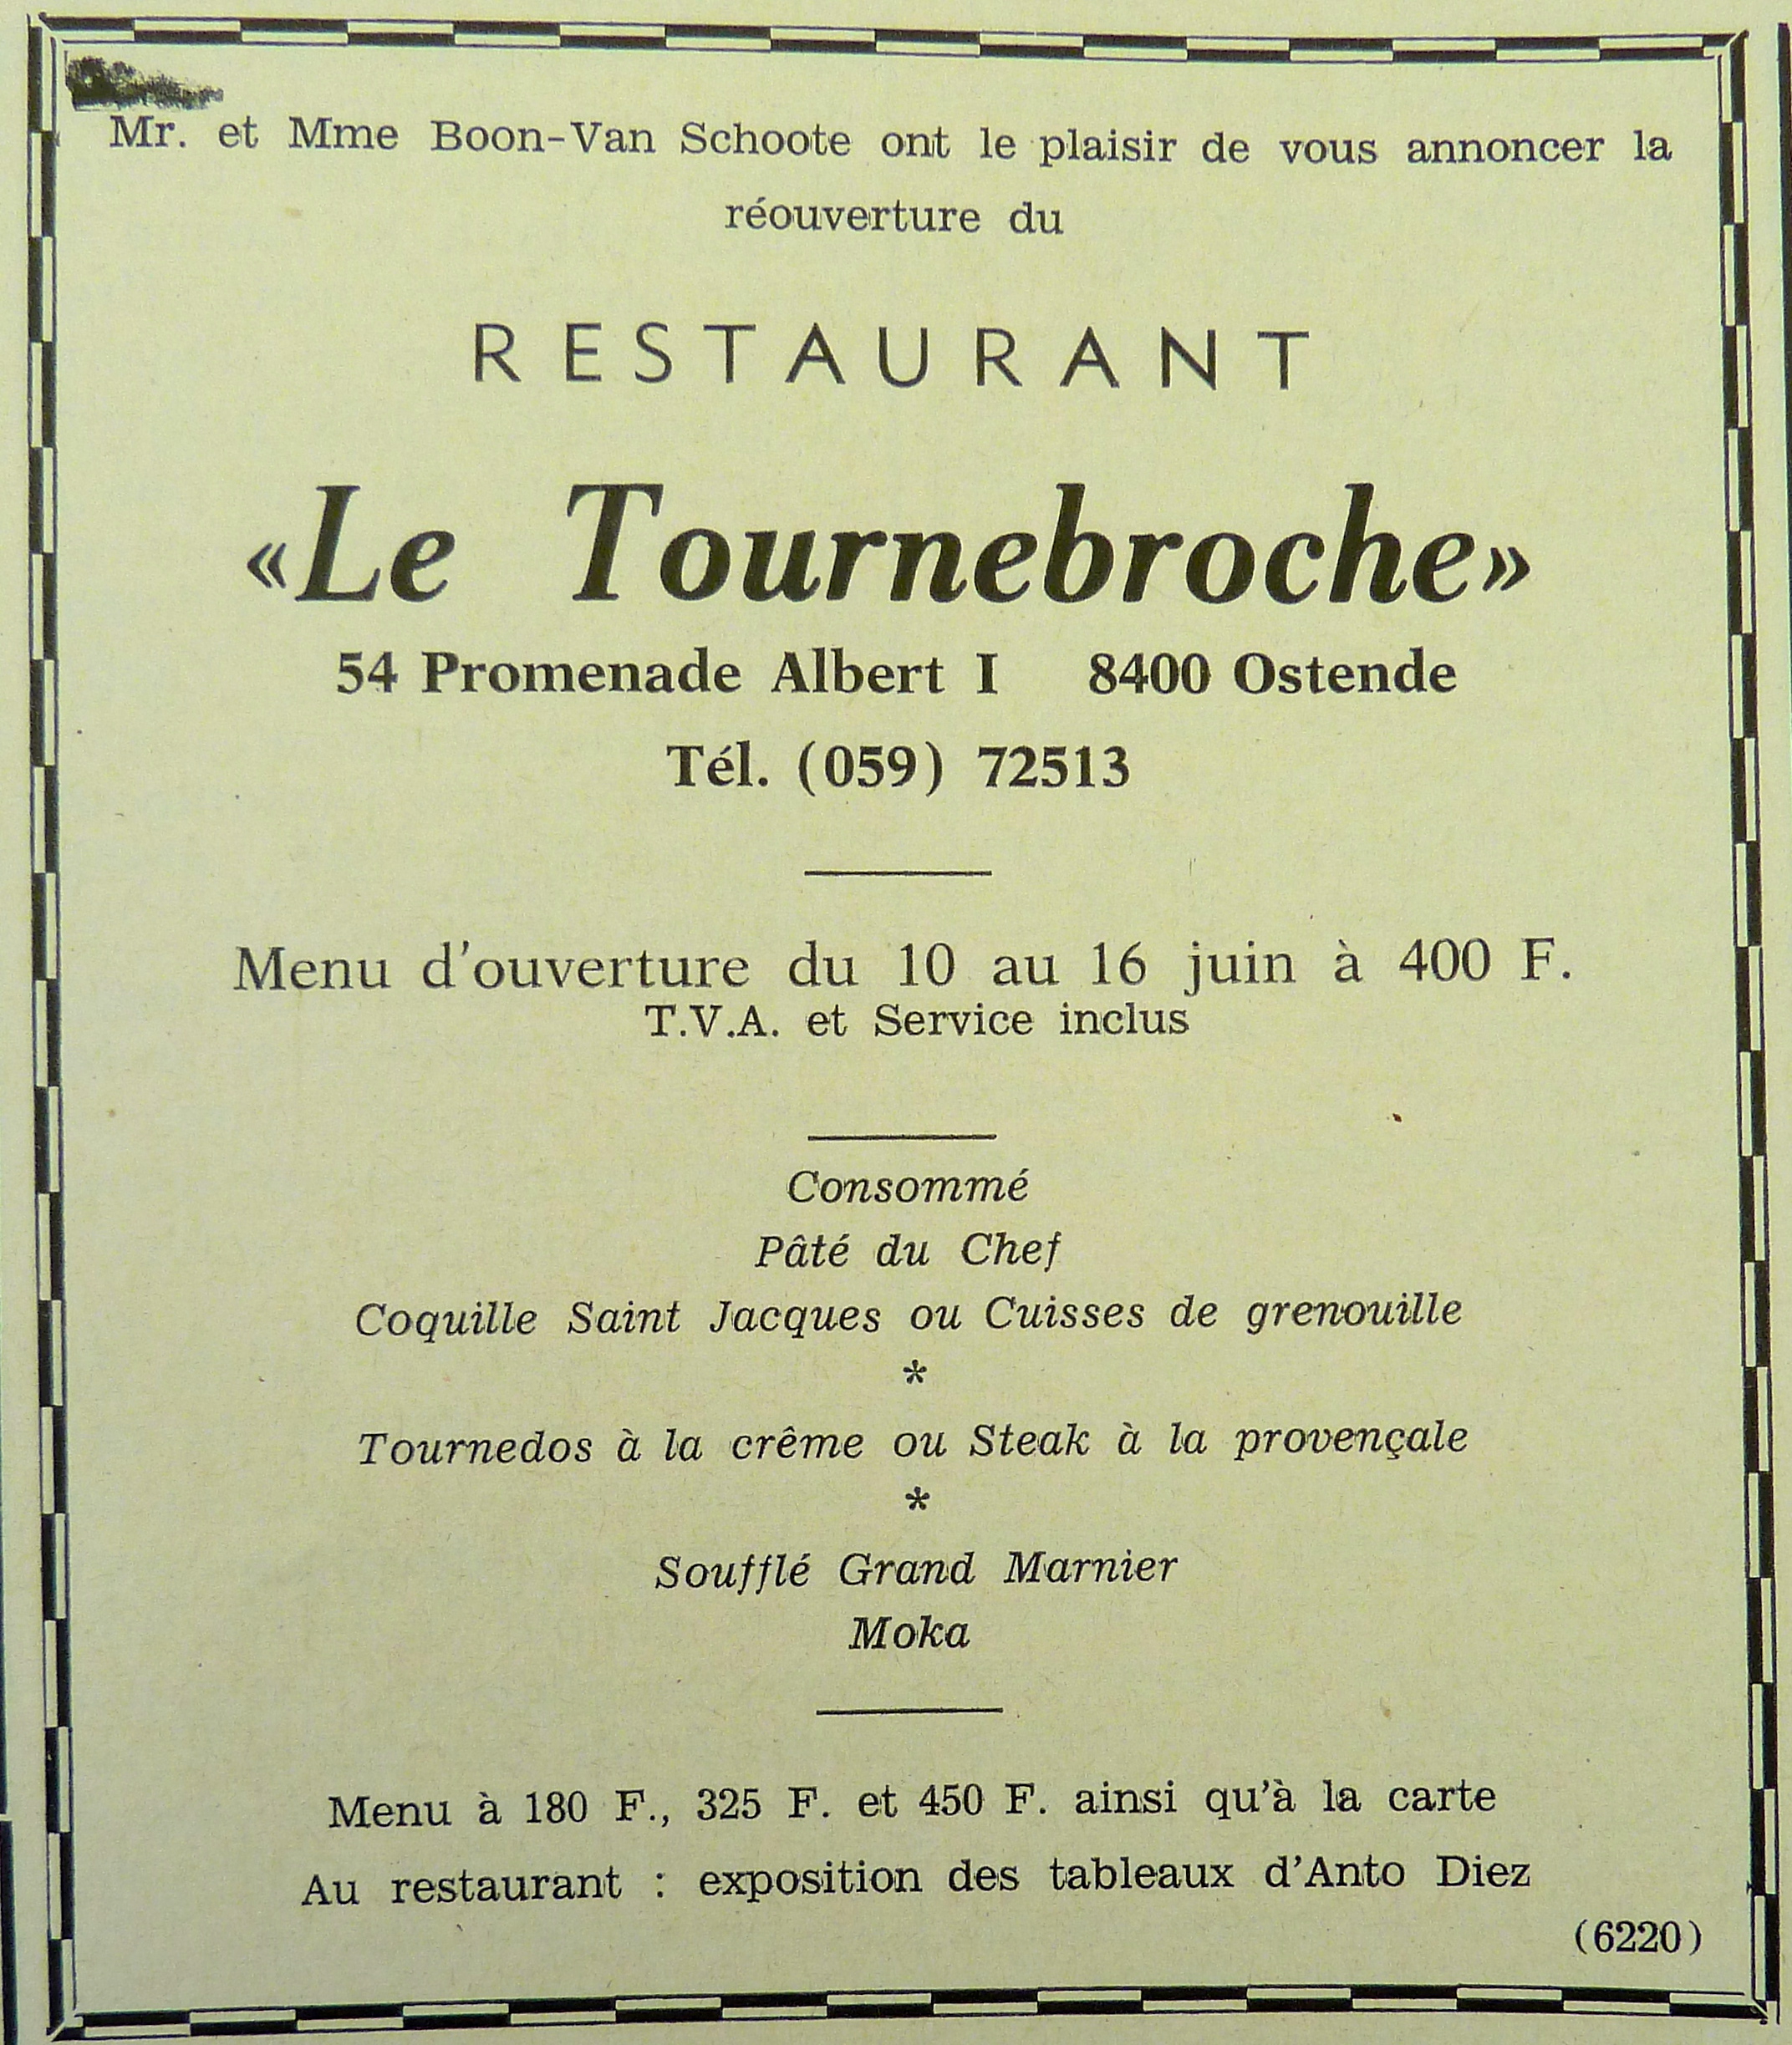 Mr. et Mme Boon-Van Schoote ont le plaisir de vous annoncer la
réouverture du
RESTAURANT
«Le Tournebroche»
54 Promenade Albert I 8400 Ostende
Tél. (059) 72513
Menu d'ouverture du 10 au 16 juin à 400 F.
T.V.A. et Service inclus
Consommé
Pâté du Chef
Coquille Saint Jacques ou Cuisses de grenouille
*
Tournedos à la crême ou Steak à la provençale
*
Soufflé Grand Marnier
Moka
Menu à 180 F., 325 F. et 450 F. ainsi qu'à la carte
Au restaurant : exposition des tableaux d'Anto Diez
(6220)